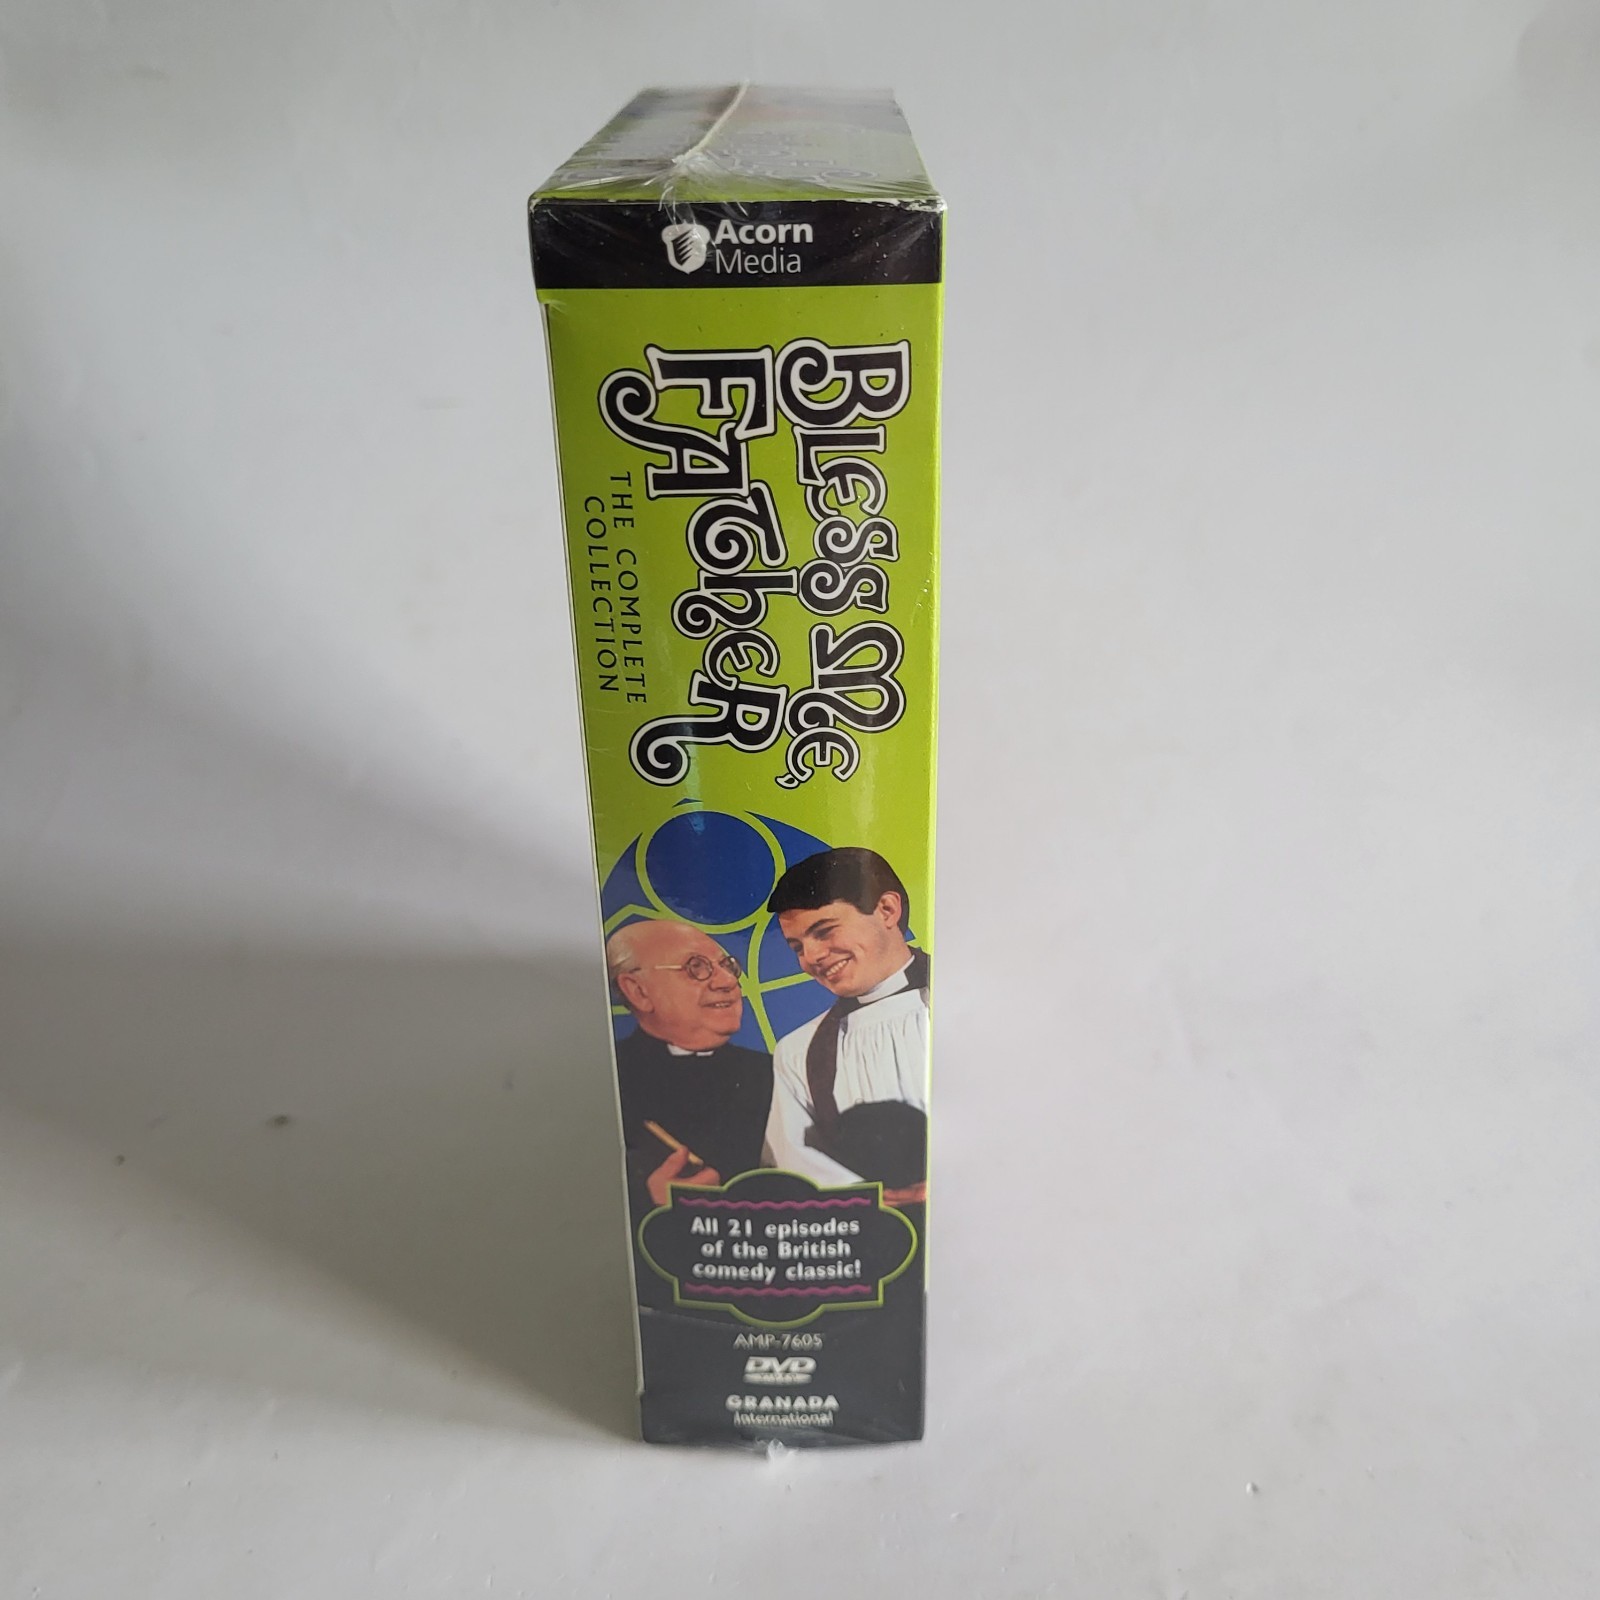 Acorn
Media
BLESS ME,
FATHER
THE COMPLETE
COLLECTION
All 21 episodes
of the British
comedy classic!
AMP-7605
DVD
GRANADA
International